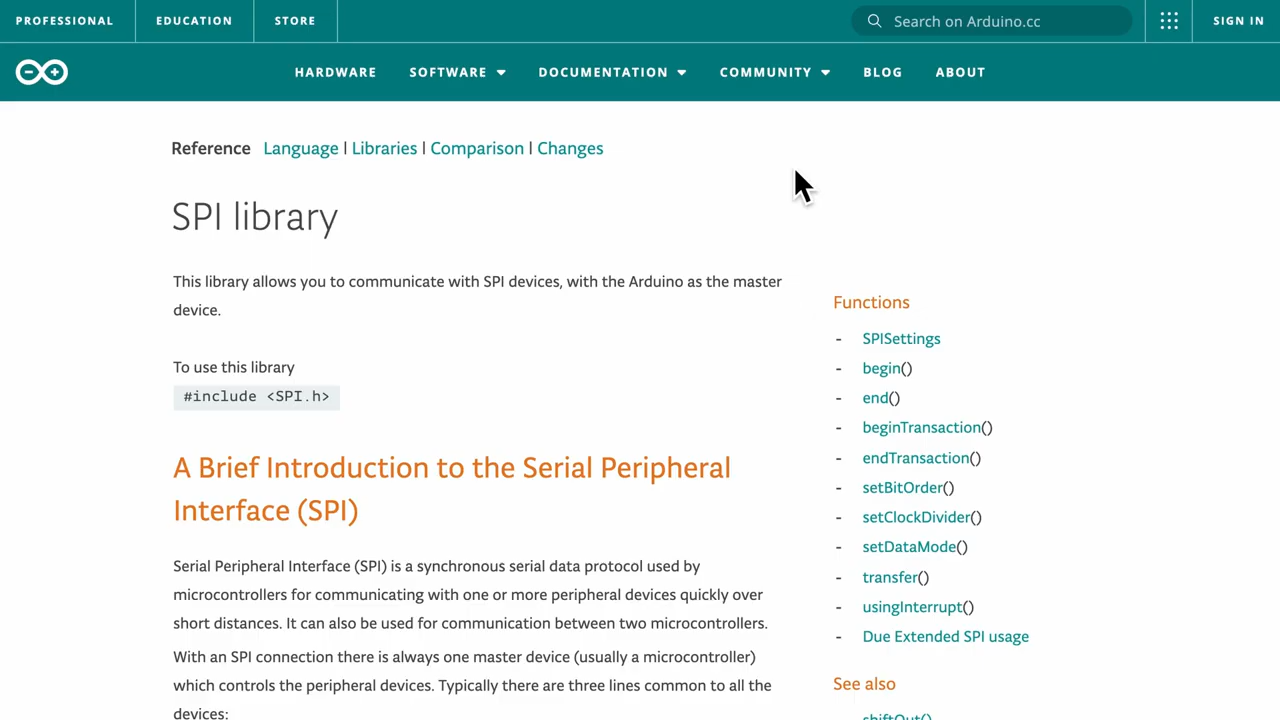 PROFESSIONAL
EDUCATION
STORE
Search on Arduino.cc
SIGN IN
HARDWARE
SOFTWARE
DOCUMENTATION
COMMUNITY
BLOG
ABOUT
Reference Language | Libraries | Comparison | Changes
SPI library
This library allows you to communicate with SPI devices, with the Arduino as the master
device.
To use this library
#include <SPI.h>
A Brief Introduction to the Serial Peripheral
Interface (SPI)
Serial Peripheral Interface (SPI) is a synchronous serial data protocol used by
microcontrollers for communicating with one or more peripheral devices quickly over
short distances. It can also be used for communication between two microcontrollers.
With an SPI connection there is always one master device (usually a microcontroller)
which controls the peripheral devices. Typically there are three lines common to all the
devices:
Functions
- SPISettings
- begin()
- end()
- beginTransaction()
- endTransaction()
- setBitOrder()
- setClockDivider()
- setDataMode()
- transfer()
- usingInterrupt()
- Due Extended SPI usage
See also
shiftOut()